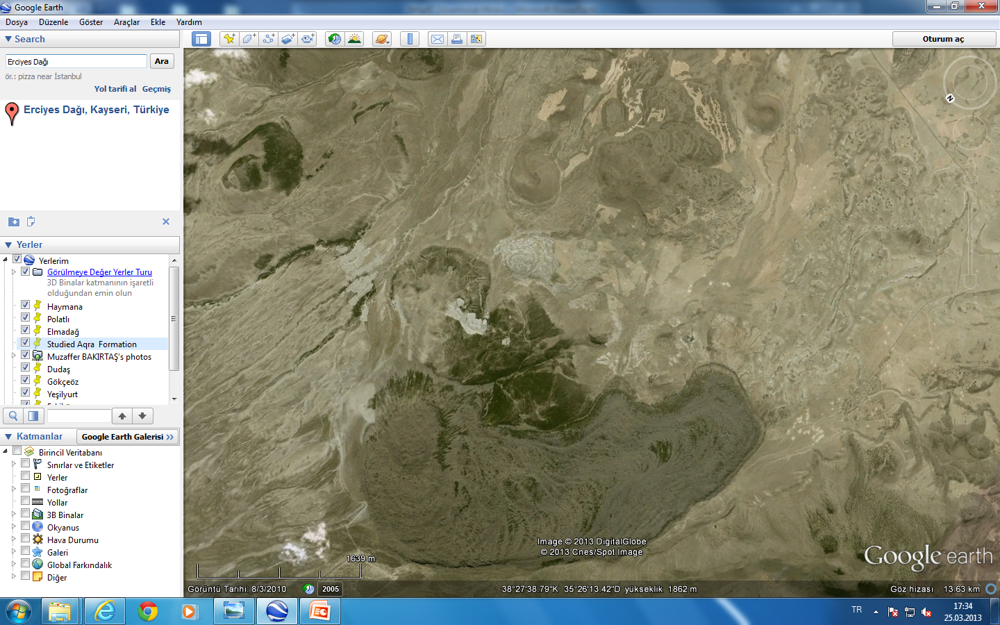 Google Earth
Dosya Düzenle Göster Araçlar Ekle Yardım
Search
Erciyes Dağı
Ara
ör.: pizza near İstanbul
Yol tarifi al Geçmiş
Erciyes Dağı, Kayseri, Türkiye
Oturum aç
N
Yerler
Yerlerim
Görülmeye Değer Yerler Turu
3D Binalar katmanının işaretli
olduğundan emin olun
Haymana
Polatlı
Elmadağ
Studied Aqra Formation
Muzaffer BAKIRTAŞ's photos
Dudaş
Gökçeöz
Yeşilyurt
Katmanlar
Google Earth Galerisi >>
Birincil Veritabanı
Sınırlar ve Etiketler
Yerler
Fotoğraflar
Yollar
3B Binalar
Okyanus
Hava Durumu
Galeri
Global Farkındalık
Diğer
Image © 2013 DigitalGlobe
© 2013 Cnes/Spot Image
1639 m
Google earth
Görüntü Tarihi: 8/3/2010
2005
38°27'38.79"K 35°26'13.42"D yükseklik 1862 m
Göz hizası 13.63 km
TR
17:34
25.03.2013